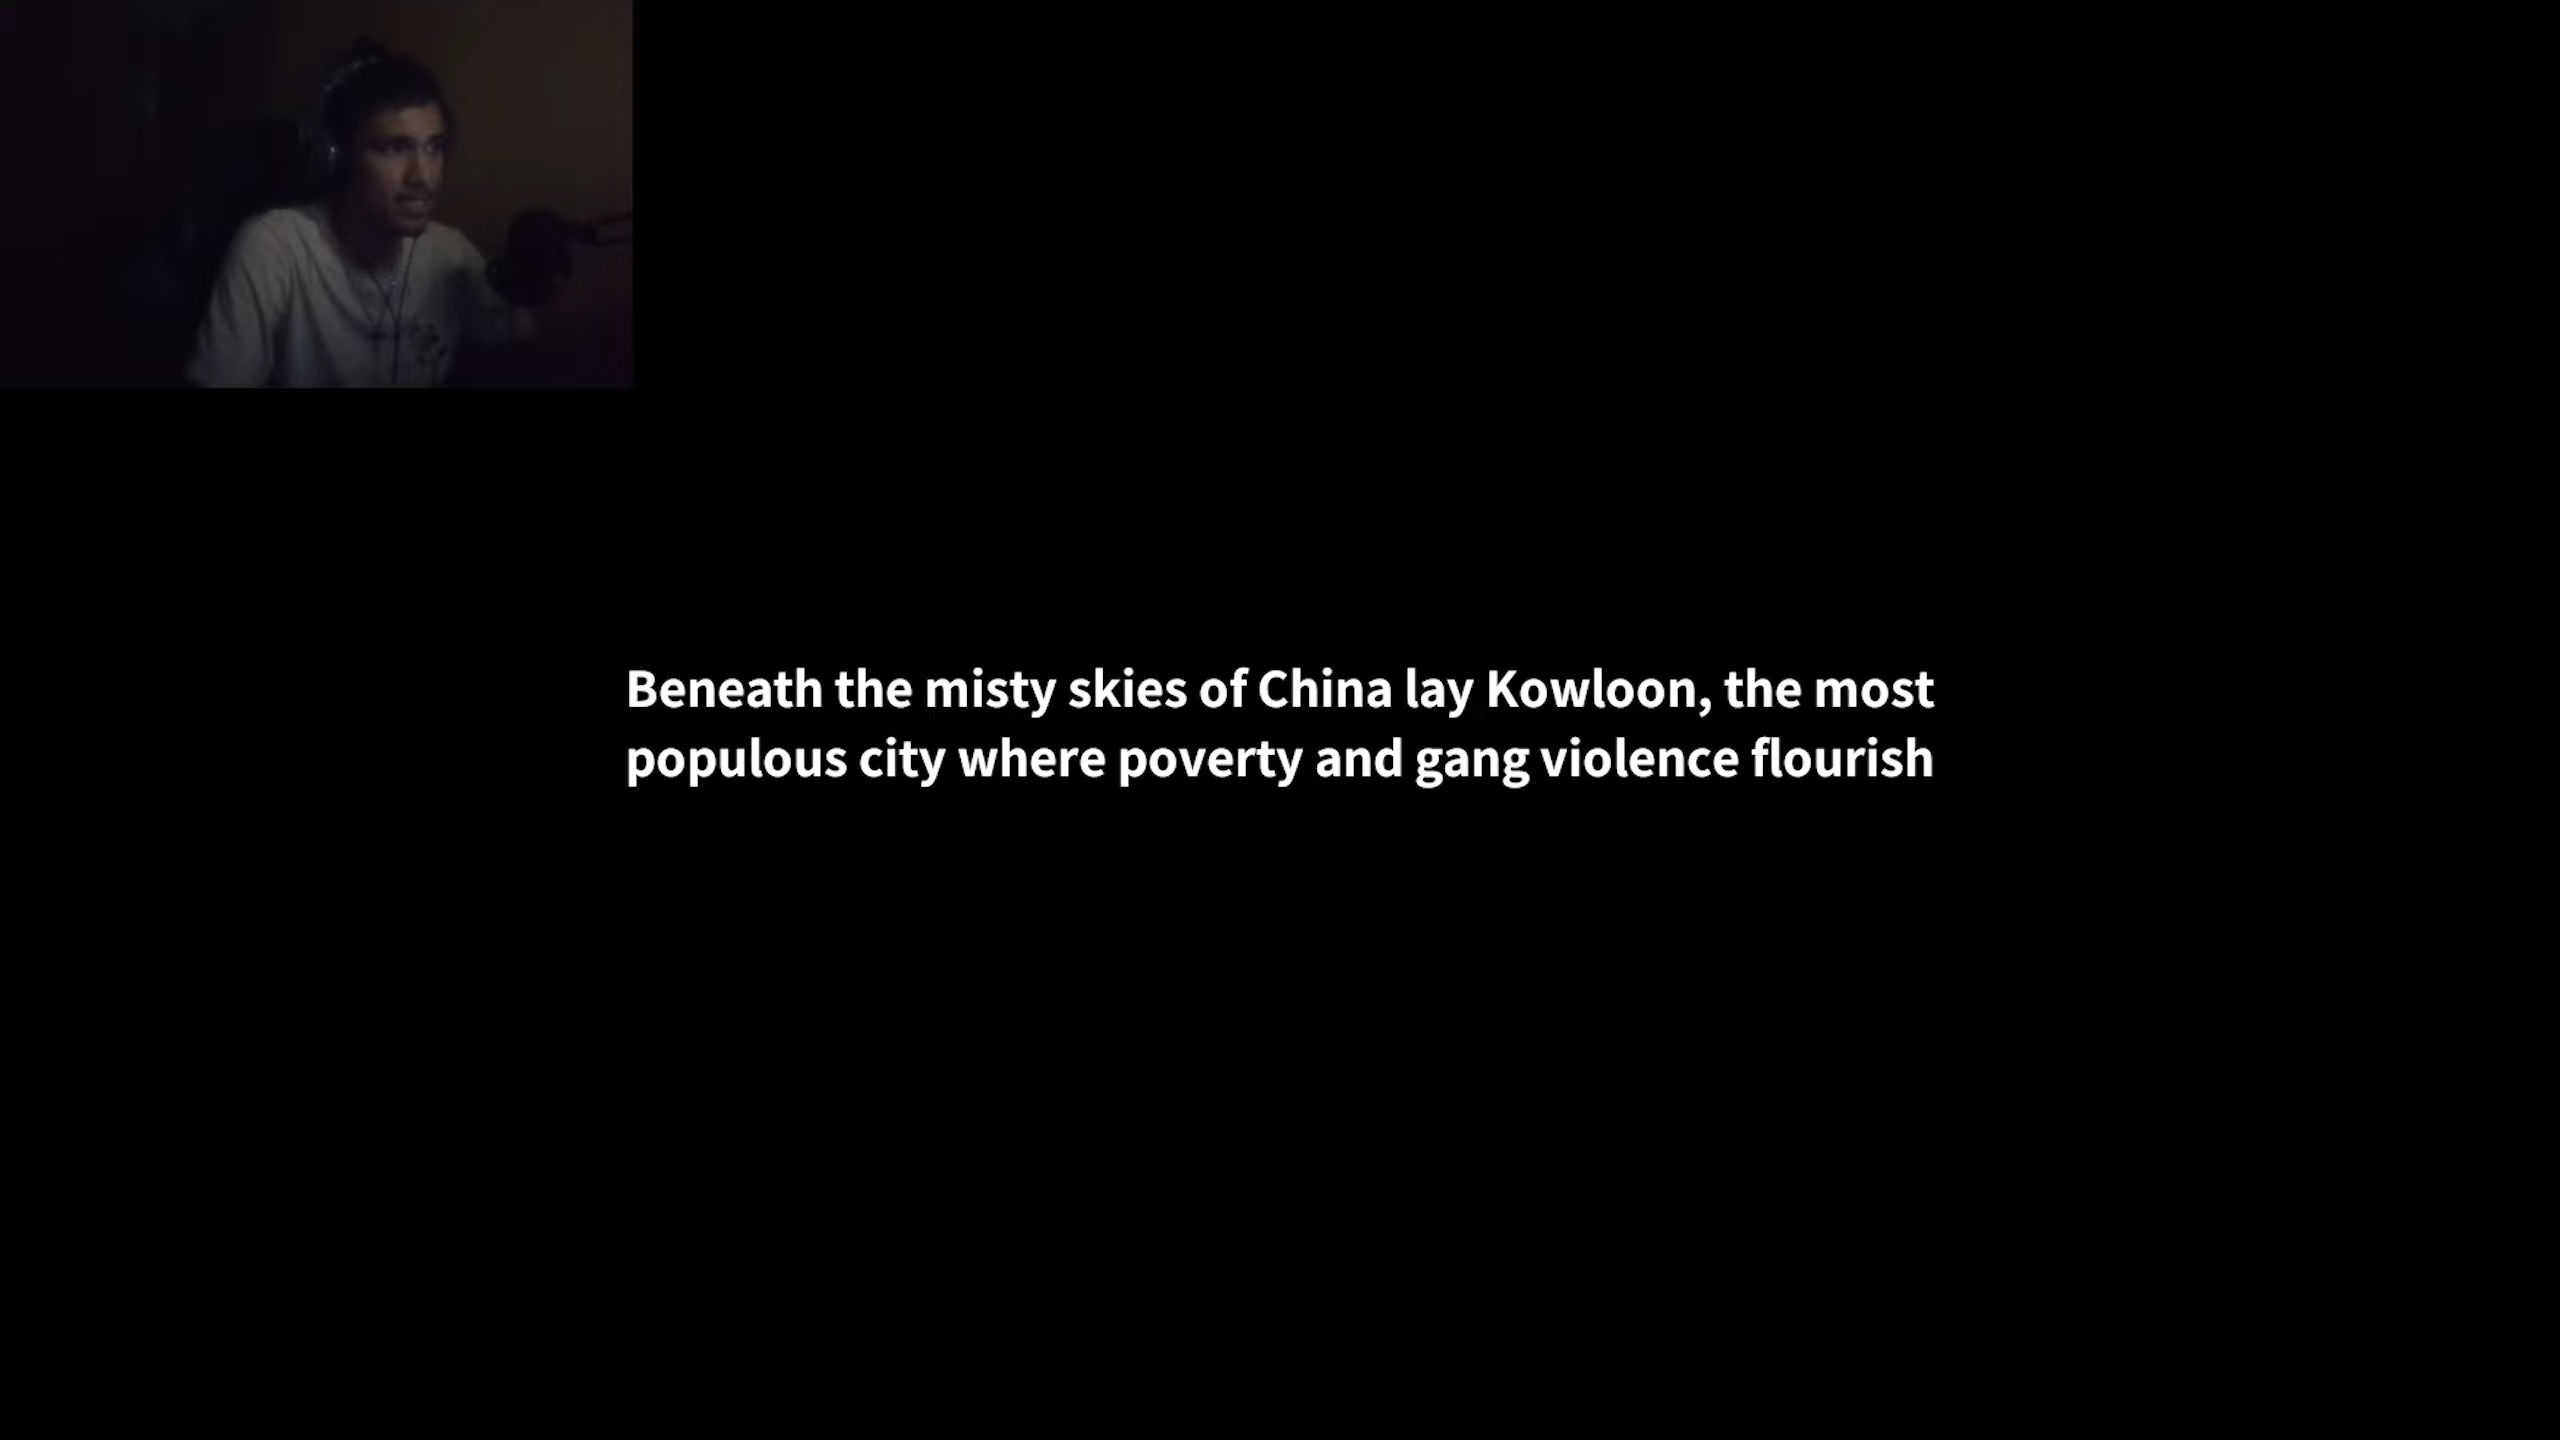 Beneath the misty skies of China lay Kowloon, the most
populous city where poverty and gang violence flourish